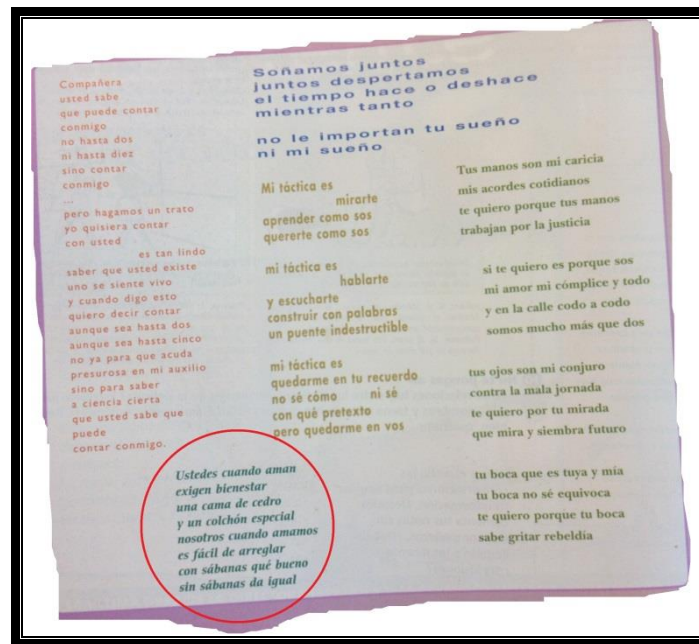 Compañera
usted sabe
que puede contar
conmigo
no hasta dos
ni hasta diez
sino contar
conmigo
...
pero hagamos un trato
yo quisiera contar
con usted
es tan lindo
saber que usted existe
uno se siente vivo
y cuando digo esto
quiero decir contar
aunque sea hasta dos
aunque sea hasta cinco
no ya para que acuda
presurosa en mi auxilio
sino para saber
a ciencia cierta
que usted sabe que
puede
contar conmigo.
Soñamos juntos
juntos despertamos
el tiempo hace o deshace
mientras tanto
no le importan tu sueño
ni mi sueño
Mi táctica es
mirarte
aprender como sos
quererte como sos
mi táctica es
hablarte
y escucharte
construir con palabras
un puente indestructible
mi táctica es
quedarme en tu recuerdo
no sé cómo ni sé
con qué pretexto
pero quedarme en vos
Ustedes cuando aman
exigen bienestar
una cama de cedro
y un colchón especial
nosotros cuando amamos
es fácil de arreglar
con sábanas qué bueno
sin sábanas da igual
Tus manos son mi caricia
mis acordes cotidianos
te quiero porque tus manos
trabajan por la justicia
si te quiero es porque sos
mi amor mi cómplice y todo
y en la calle codo a codo
somos mucho más que dos
tus ojos son mi conjuro
contra la mala jornada
te quiero por tu mirada
que mira y siembra futuro
tu boca que es tuya y mía
tu boca no sé equivoca
te quiero porque tu boca
sabe gritar rebeldía